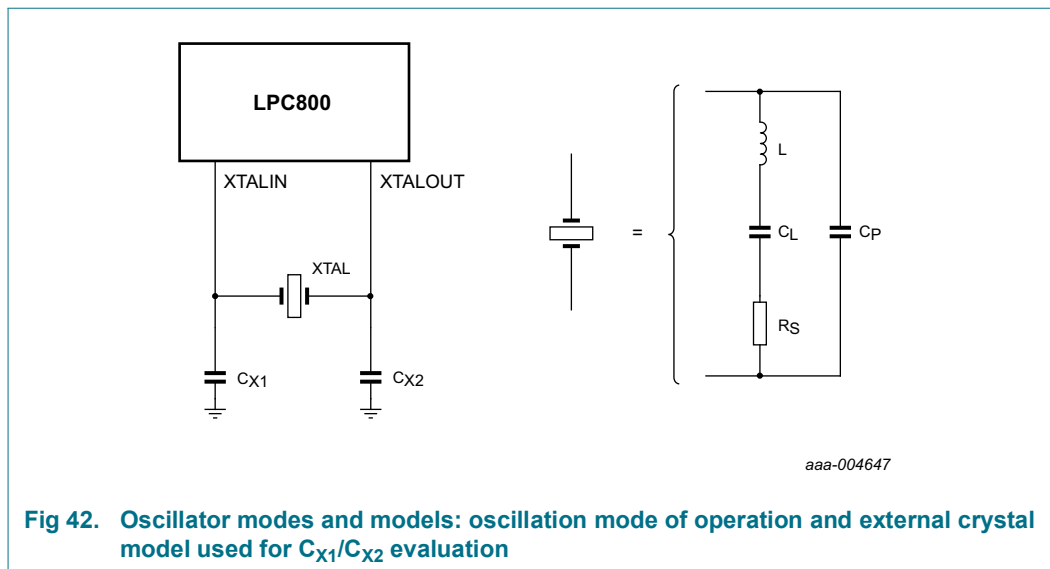 LPC800
XTALIN
XTALOUT
XTAL
CX1
CX2
=
L
CL
CP
RS
aaa-004647
Fig 42. Oscillator modes and models: oscillation mode of operation and external crystal
model used for CX1/CX2 evaluation